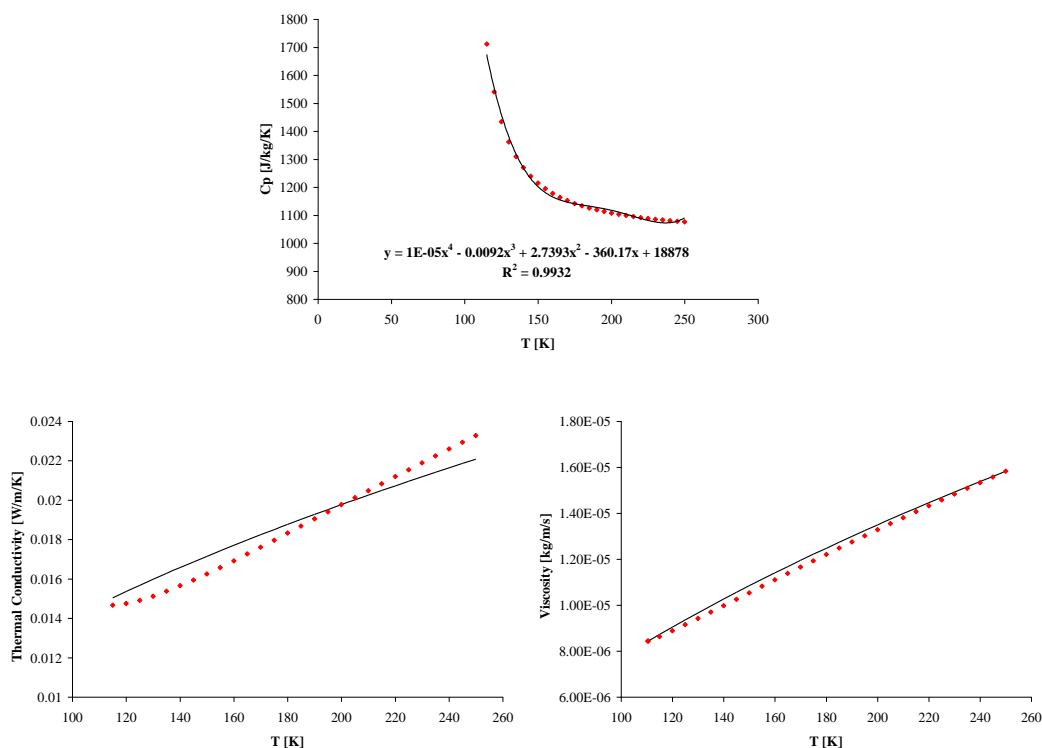 1800
1700
1600
1500
1400
1300
1200
1100
1000
900
800
Cp [J/kg/K]
y = 1E-05x⁴ - 0.0092x³ + 2.7393x² - 360.17x + 18878
R² = 0.9932
0 50 100 150 200 250 300
T [K]
0.024
0.022
0.02
0.018
0.016
0.014
0.012
0.01
Thermal Conductivity [W/m/K]
100 120 140 160 180 200 220 240 260
T [K]
1.80E-05
1.60E-05
1.40E-05
1.20E-05
1.00E-05
8.00E-06
6.00E-06
Viscosity [kg/m/s]
100 120 140 160 180 200 220 240 260
T [K]